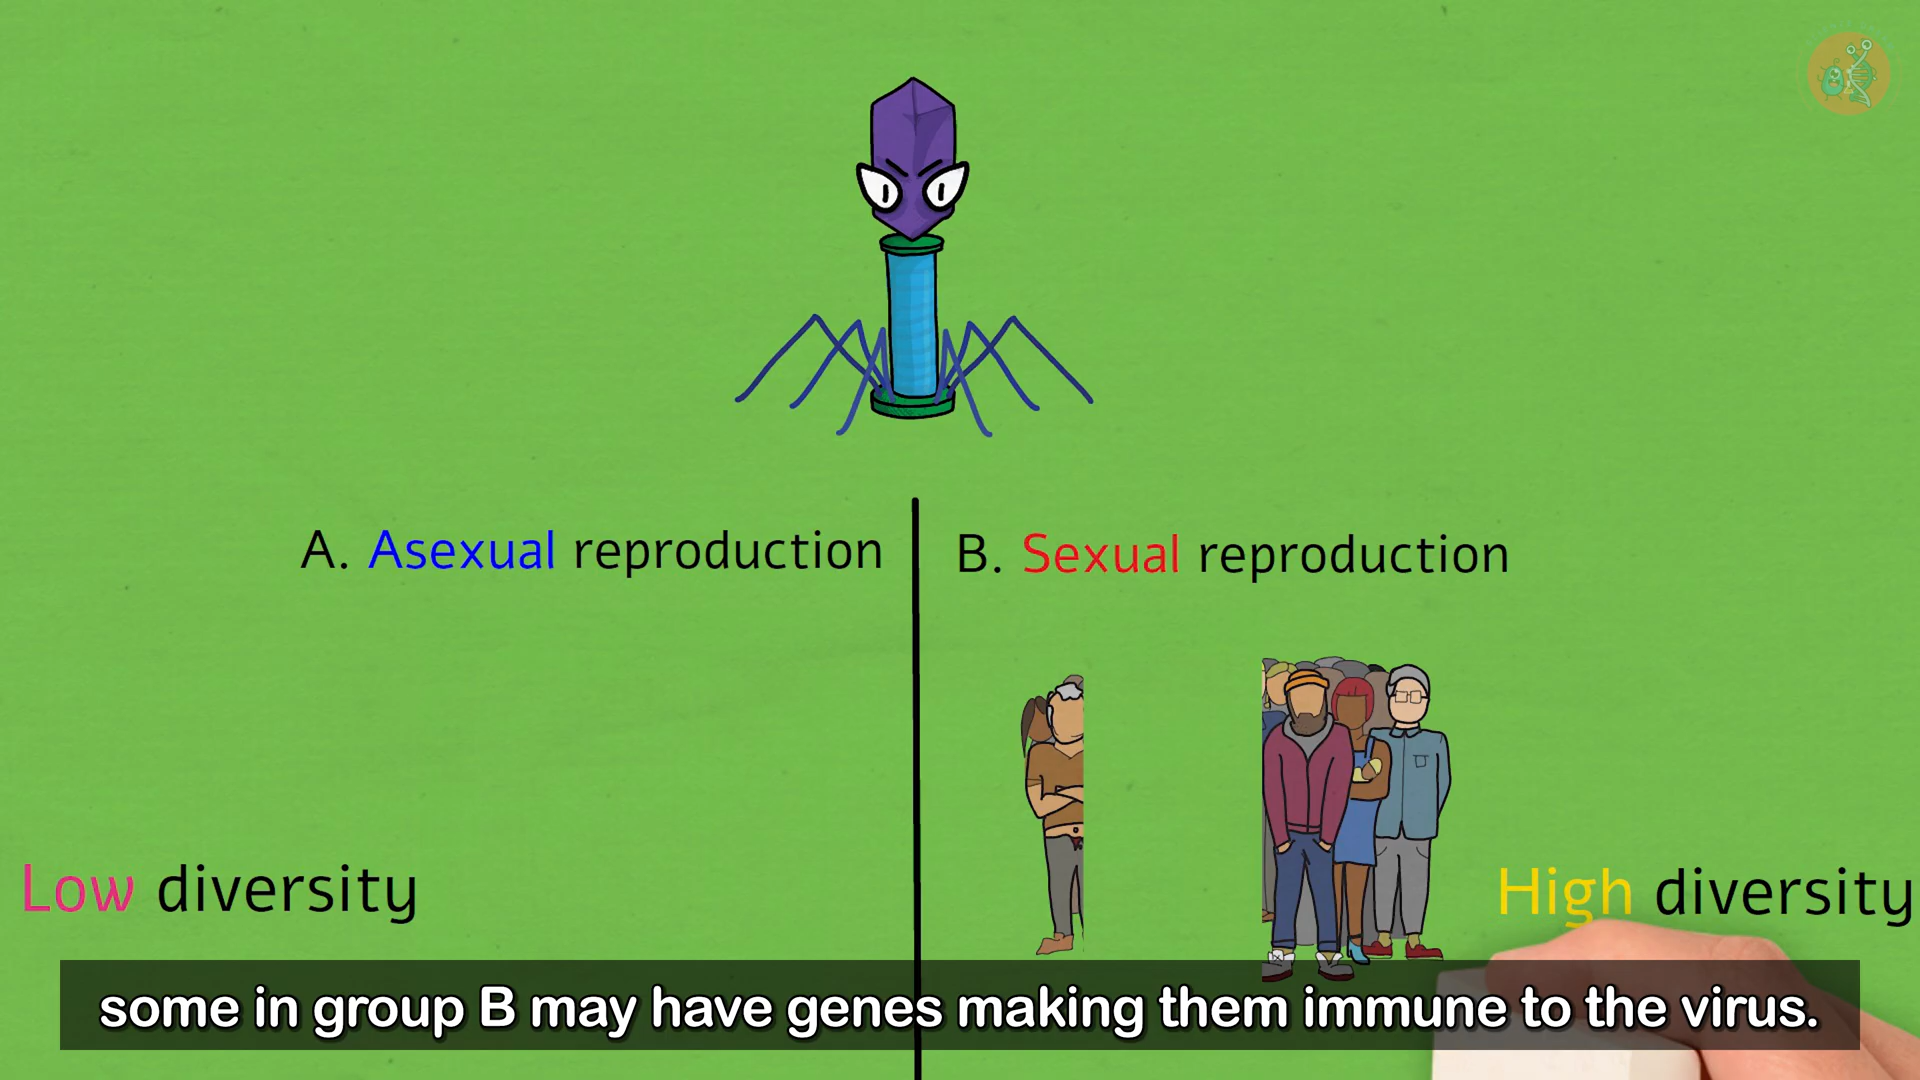 A. Asexual reproduction
B. Sexual reproduction
Low diversity
High diversity
some in group B may have genes making them immune to the virus.